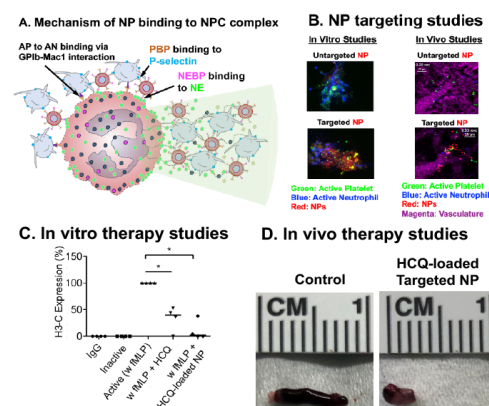 A. Mechanism of NP binding to NPC complex
AP to AN binding via
GPIb-Mac1 interaction
PBP binding to
P-selectin
NEBP binding
to NE
B. NP targeting studies
In Vitro Studies
In Vivo Studies
Untargeted NP
Untargeted NP
Targeted NP
Targeted NP
Green: Active Platelet
Blue: Active Neutrophil
Red: NPs
Green: Active Platelet
Blue: Active Neutrophil
Red: NPs
Magenta: Vasculature
C. In vitro therapy studies
H3-C Expression (%)
150
100
50
0
*
*
IgG
Inactive
Active (w fMLP)
w fMLP + HCQ
w fMLP +
HCQ-loaded NP
D. In vivo therapy studies
Control
HCQ-loaded
Targeted NP
CM 1
CM 1